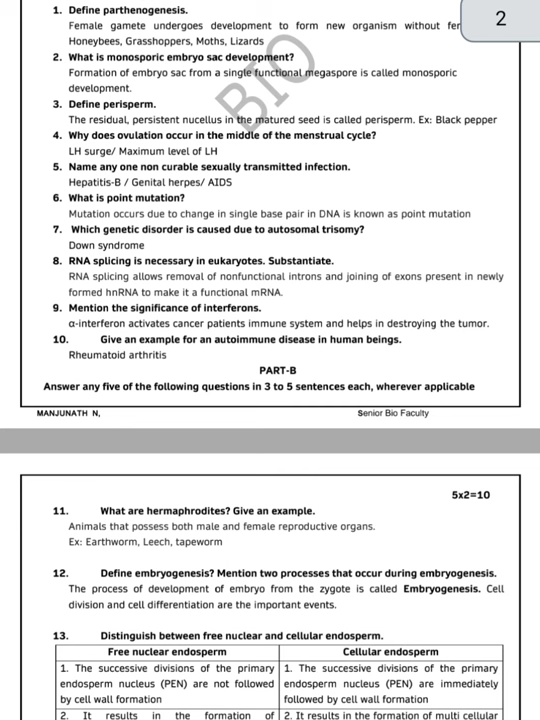 2
1. Define parthenogenesis.
Female gamete undergoes development to form new organism without
Honeybees, Grasshoppers, Moths, Lizards
2. What is monosporic embryo sac development?
Formation of embryo sac from a single functional megaspore is called monosporic
development.
3. Define perisperm.
The residual, persistent nucellus in the matured seed is called perisperm. Ex: Black pepper
4. Why does ovulation occur in the middle of the menstrual cycle?
LH surge/ Maximum level of LH
5. Name any one non curable sexually transmitted infection.
Hepatitis-B / Genital herpes/ AIDS
6. What is point mutation?
Mutation occurs due to change in single base pair in DNA is known as point mutation
7. Which genetic disorder is caused due to autosomal trisomy?
Down syndrome
8. RNA splicing is necessary in eukaryotes. Substantiate.
RNA splicing allows removal of nonfunctional introns and joining of exons present in newly
formed hnRNA to make it a functional mRNA.
9. Mention the significance of interferons.
α-interferon activates cancer patients immune system and helps in destroying the tumor.
10. Give an example for an autoimmune disease in human beings.
Rheumatoid arthritis
BIO
PART-B
Answer any five of the following questions in 3 to 5 sentences each, wherever applicable
MANJUNATH N, Senior Bio Faculty
5x2=10
11. What are hermaphrodites? Give an example.
Animals that possess both male and female reproductive organs.
Ex: Earthworm, Leech, tapeworm
12. Define embryogenesis? Mention two processes that occur during embryogenesis.
The process of development of embryo from the zygote is called Embryogenesis. Cell
division and cell differentiation are the important events.
13. Distinguish between free nuclear and cellular endosperm.
Free nuclear endosperm Cellular endosperm
1. The successive divisions of the primary 1. The successive divisions of the primary
endosperm nucleus (PEN) are not followed endosperm nucleus (PEN) are immediately
by cell wall formation followed by cell wall formation
2. It results in the formation of 2. It results in the formation of multi cellular